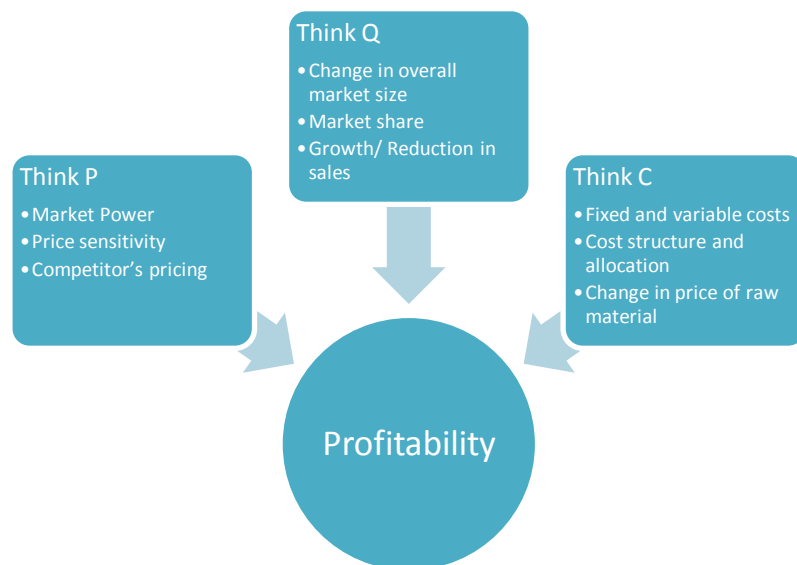 Think Q
•Change in overall
market size
•Market share
•Growth/ Reduction in
sales
Think P
•Market Power
•Price sensitivity
•Competitor's pricing
Think C
•Fixed and variable costs
•Cost structure and
allocation
•Change in price of raw
material
Profitability